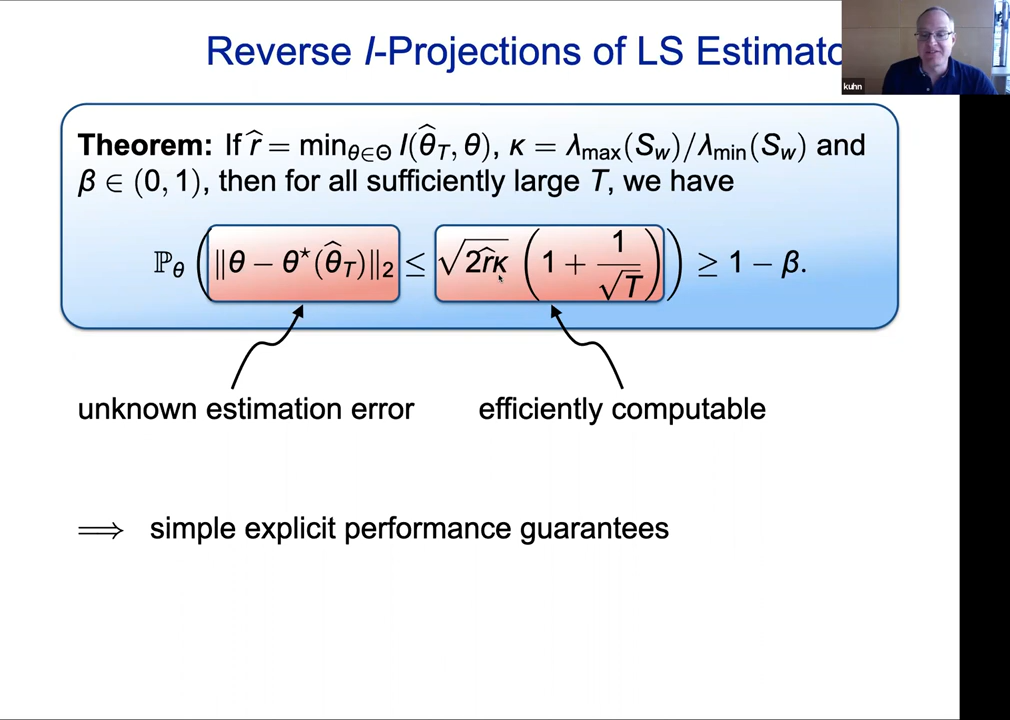 Reverse I-Projections of LS Estimato
kuhn
Theorem: If r̂ = min_{θ∈Θ} I(θ̂_T, θ), κ = λ_max(S_w)/λ_min(S_w) and
β ∈ (0, 1), then for all sufficiently large T, we have
ℙ_θ ( ‖θ − θ⋆(θ̂_T)‖₂ ≤ √(2r̂κ) (1 + 1/√T) ) ≥ 1 − β.
unknown estimation error
efficiently computable
⟹ simple explicit performance guarantees